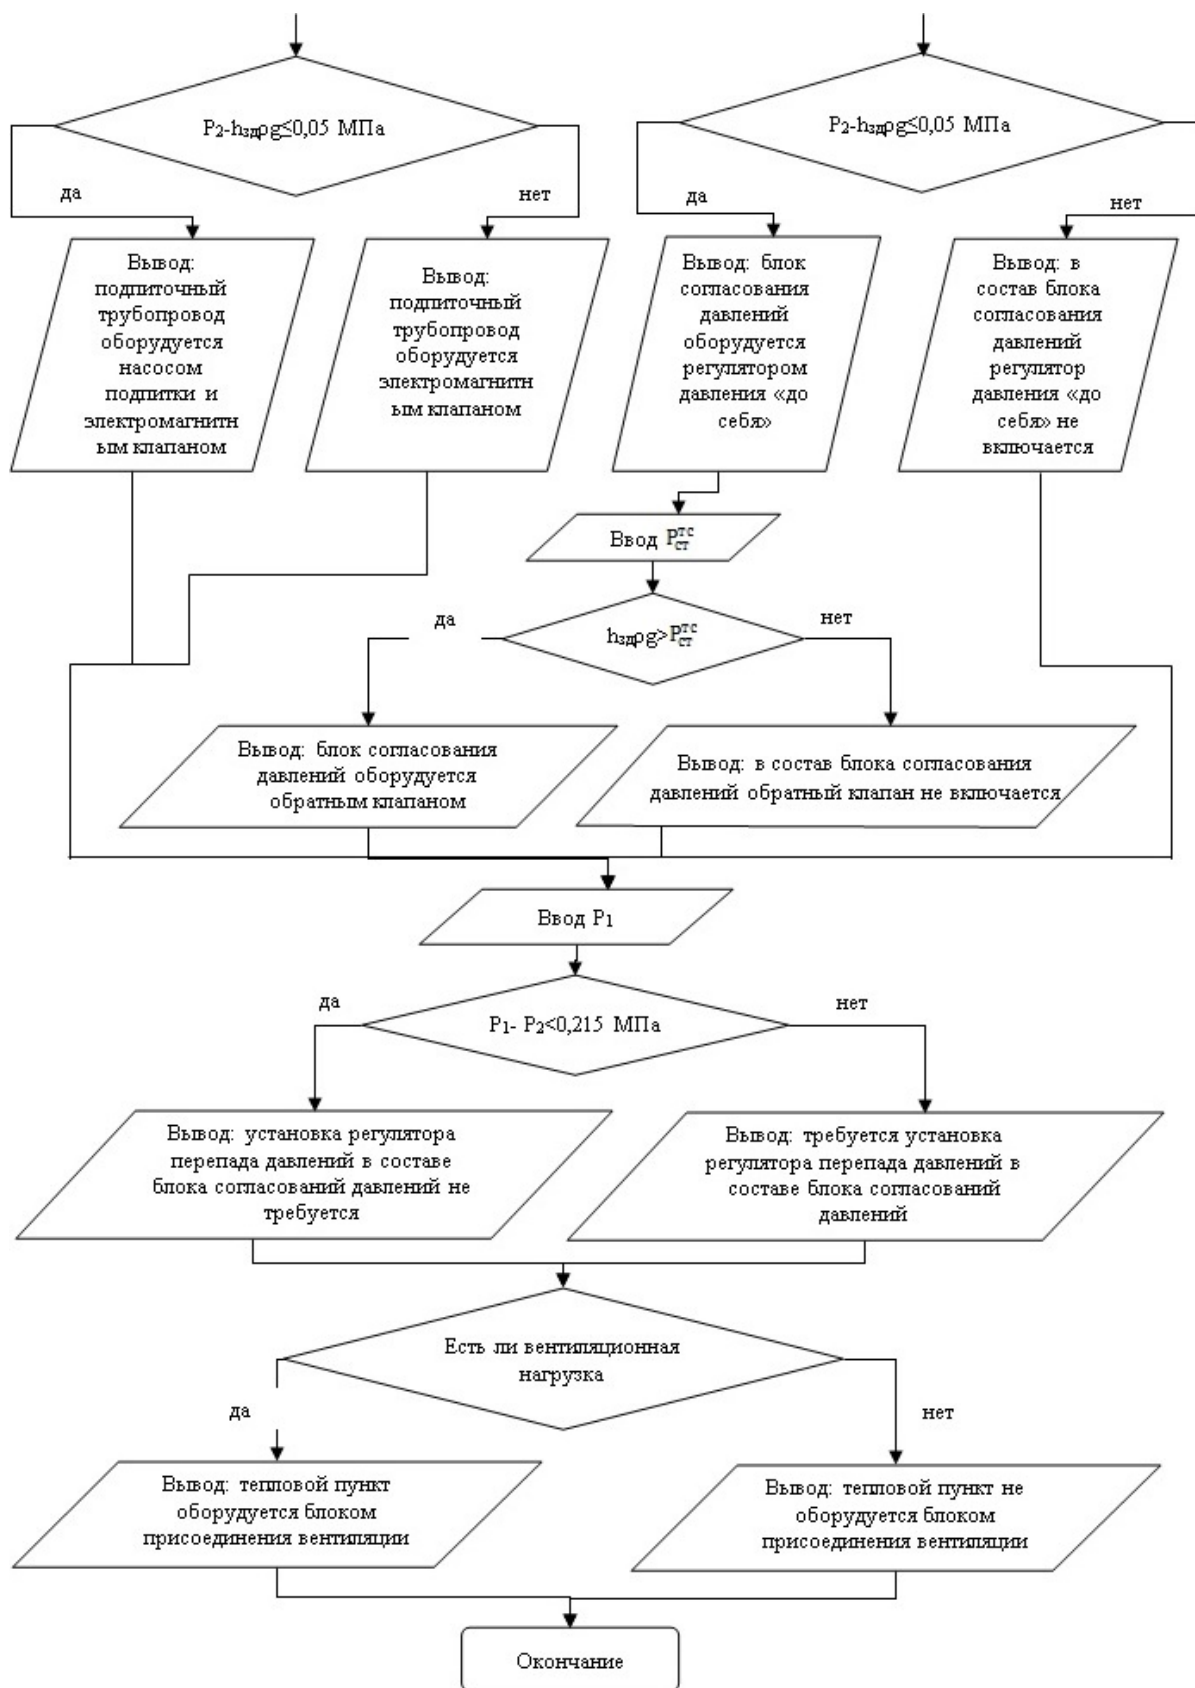 P₂-hздρg≤0,05 МПа
P₂-hздρg≤0,05 МПа
да
нет
да
нет
Вывод:
подпиточный
трубопровод
оборудуется
насосом
подпитки и
электромагнитн
ым клапаном
Вывод:
подпиточный
трубопровод
оборудуется
электромагнитн
ым клапаном
Вывод: блок
согласования
давлений
оборудуется
регулятором
давления «до
себя»
Вывод: в
состав блока
согласования
давлений
регулятор
давления «до
себя» не
включается
Ввод Pстᵀᶜ
да
нет
hздρg>Pстᵀᶜ
Вывод: блок согласования
давлений оборудуется
обратным клапаном
Вывод: в состав блока согласования
давлений обратный клапан не включается
Ввод P₁
да
нет
P₁- P₂<0,215 МПа
Вывод: установка регулятора
перепада давлений в составе
блока согласований давлений не
требуется
Вывод: требуется установка
регулятора перепада давлений в
составе блока согласований
давлений
Есть ли вентиляционная
нагрузка
да
нет
Вывод: тепловой пункт
оборудуется блоком
присоединения вентиляции
Вывод: тепловой пункт не
оборудуется блоком
присоединения вентиляции
Окончание